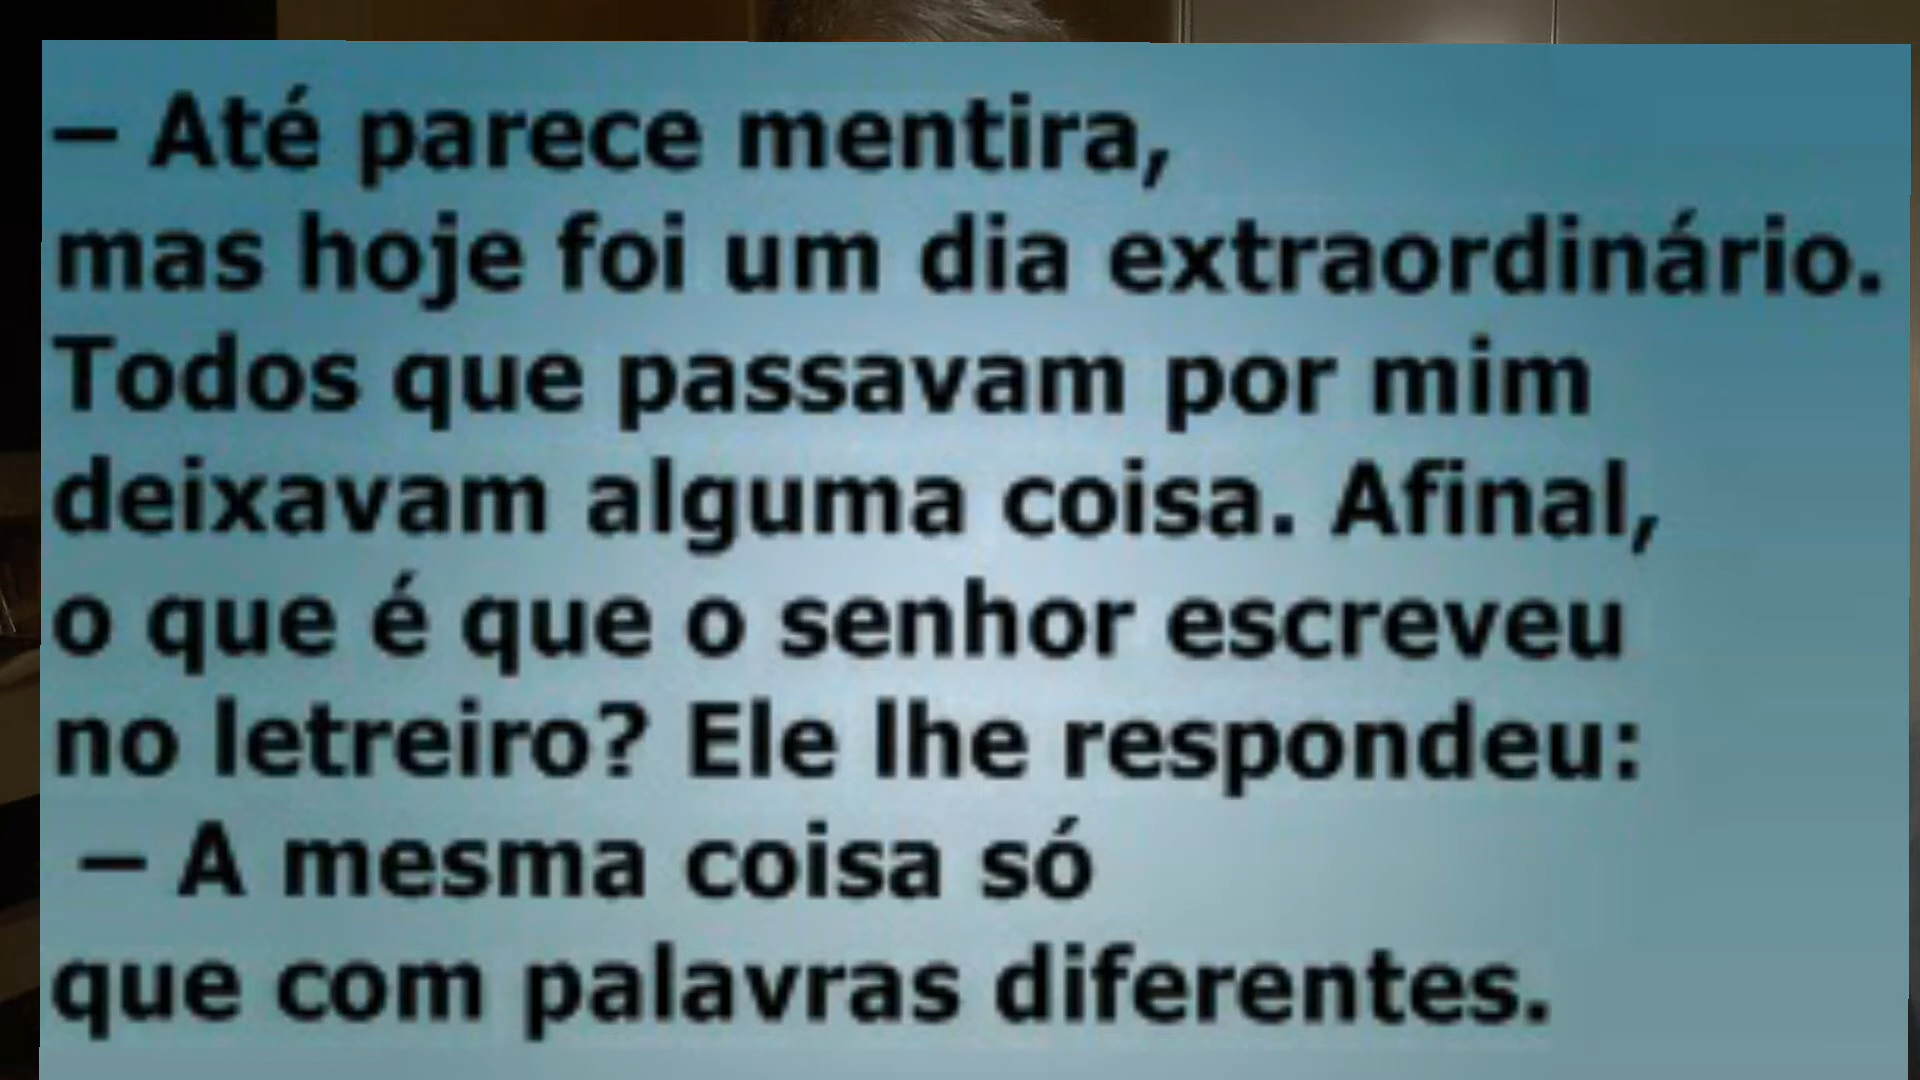 – Até parece mentira,
mas hoje foi um dia extraordinário.
Todos que passavam por mim
deixavam alguma coisa. Afinal,
o que é que o senhor escreveu
no letreiro? Ele lhe respondeu:
– A mesma coisa só
que com palavras diferentes.